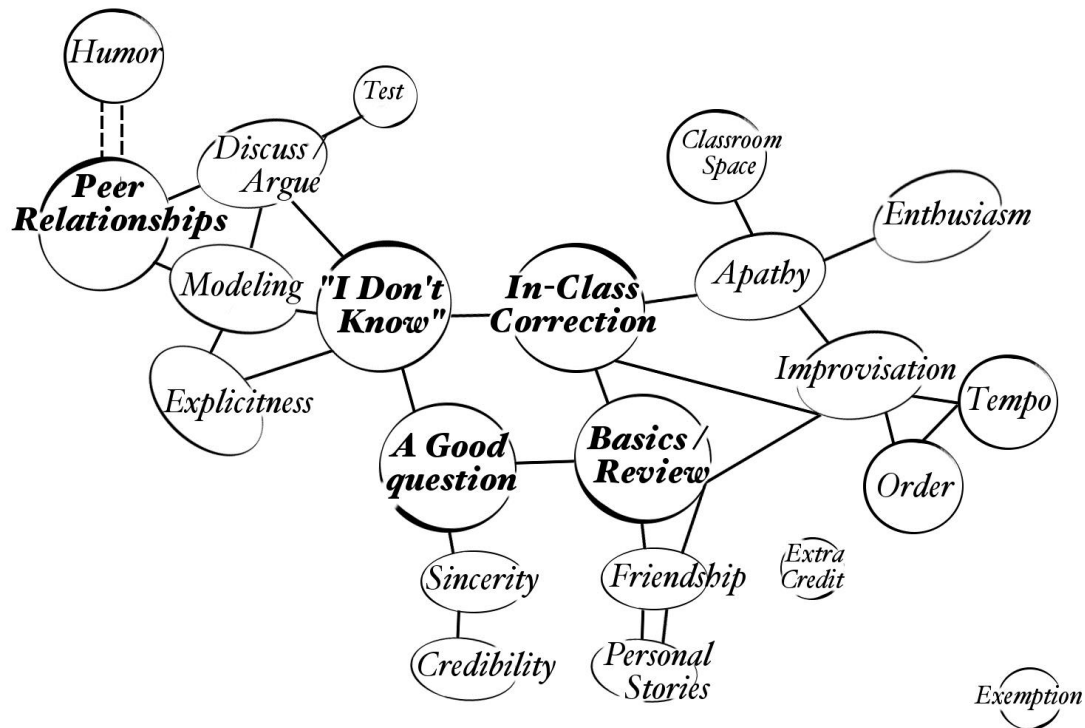 Humor
Test
Discuss /
Argue
Classroom
Space
Peer
Relationships
Enthusiasm
Modeling
"I Don't
Know"
In-Class
Correction
Apathy
Explicitness
Improvisation
Tempo
A Good
question
Basics /
Review
Order
Sincerity
Friendship
Extra
Credit
Credibility
Personal
Stories
Exemption